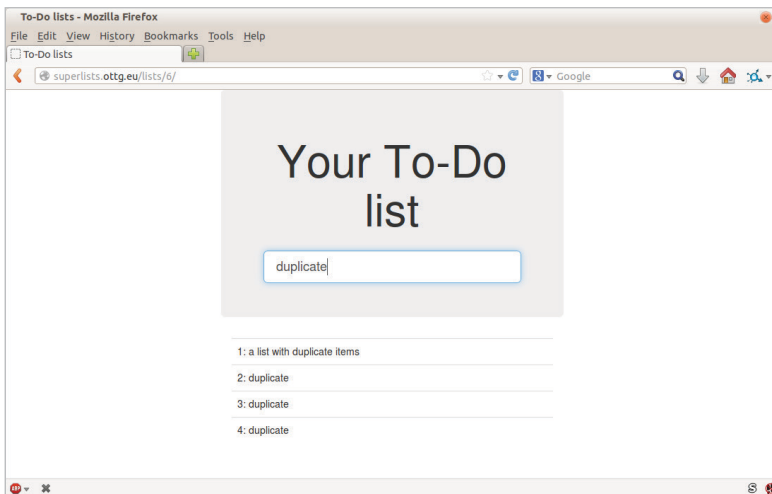 To-Do lists - Mozilla Firefox
File Edit View History Bookmarks Tools Help
To-Do lists
superlists.ottg.eu/lists/6/
Google
Your To-Do
list
duplicate
1: a list with duplicate items
2: duplicate
3: duplicate
4: duplicate